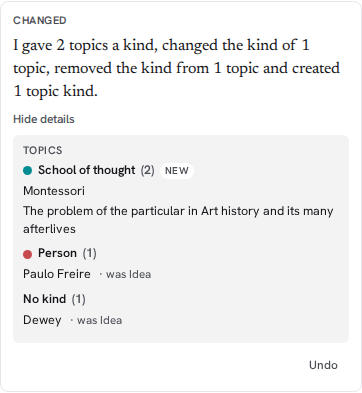 CHANGED
I gave 2 topics a kind, changed the kind of 1
topic, removed the kind from 1 topic and created
1 topic kind.
Hide details
TOPICS
School of thought (2) NEW
Montessori
The problem of the particular in Art history and its many
afterlives
Person (1)
Paulo Freire · was Idea
No kind (1)
Dewey · was Idea
Undo